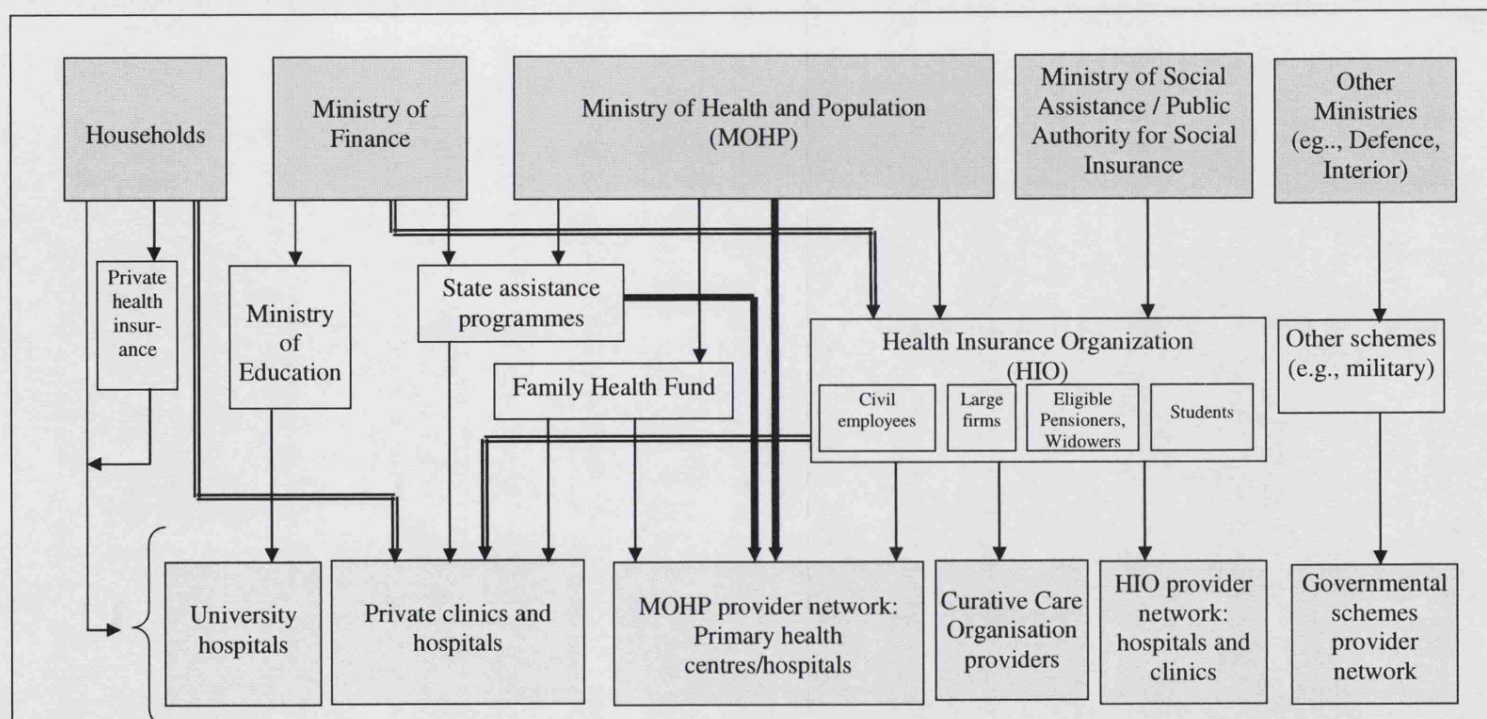 Households
Ministry of
Finance
Ministry of Health and Population
(MOHP)
Ministry of Social
Assistance / Public
Authority for Social
Insurance
Other
Ministries
(eg.., Defence,
Interior)
Private
health
insur-
ance
Ministry
of
Education
State assistance
programmes
Family Health Fund
Health Insurance Organization
(HIO)
Civil
employees
Large
firms
Eligible
Pensioners,
Widowers
Students
Other schemes
(e.g., military)
University
hospitals
Private clinics and
hospitals
MOHP provider network:
Primary health
centres/hospitals
Curative Care
Organisation
providers
HIO provider
network:
hospitals and
clinics
Governmental
schemes
provider
network